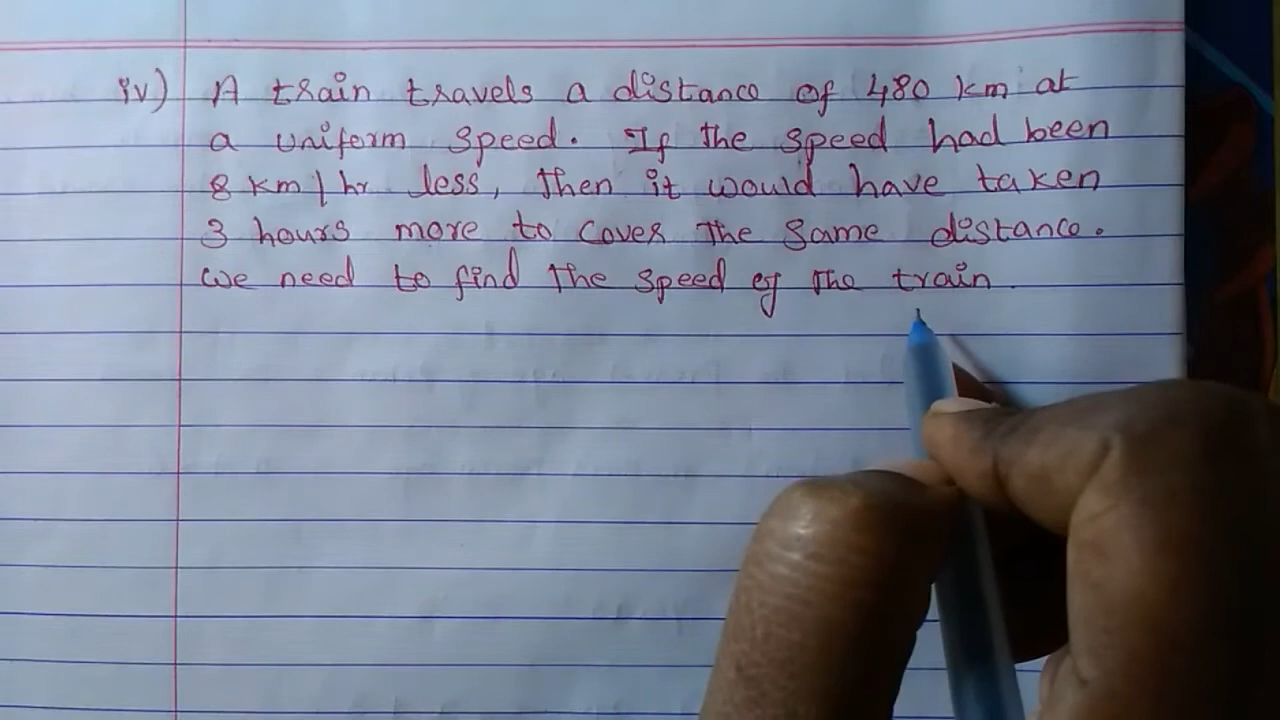 iv) A train travels a distance of 480 km at
a uniform speed. If the speed had been
8 km/hr less, then it would have taken
3 hours more to cover the same distance.
we need to find the speed of the train.